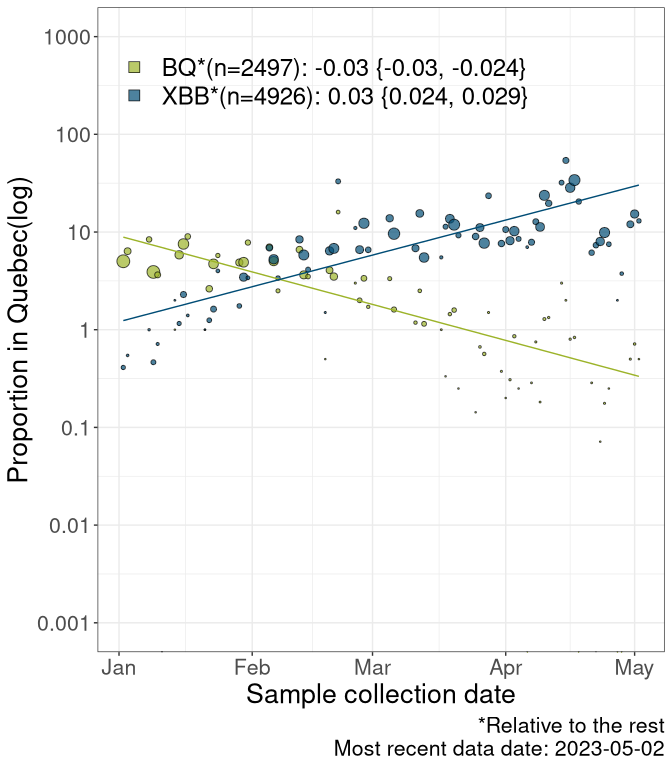 1000
100
10
1
0.1
0.01
0.001
Proportion in Quebec(log)
BQ*(n=2497): -0.03 {-0.03, -0.024}
XBB*(n=4926): 0.03 {0.024, 0.029}
Jan Feb Mar Apr May
Sample collection date
*Relative to the rest
Most recent data date: 2023-05-02